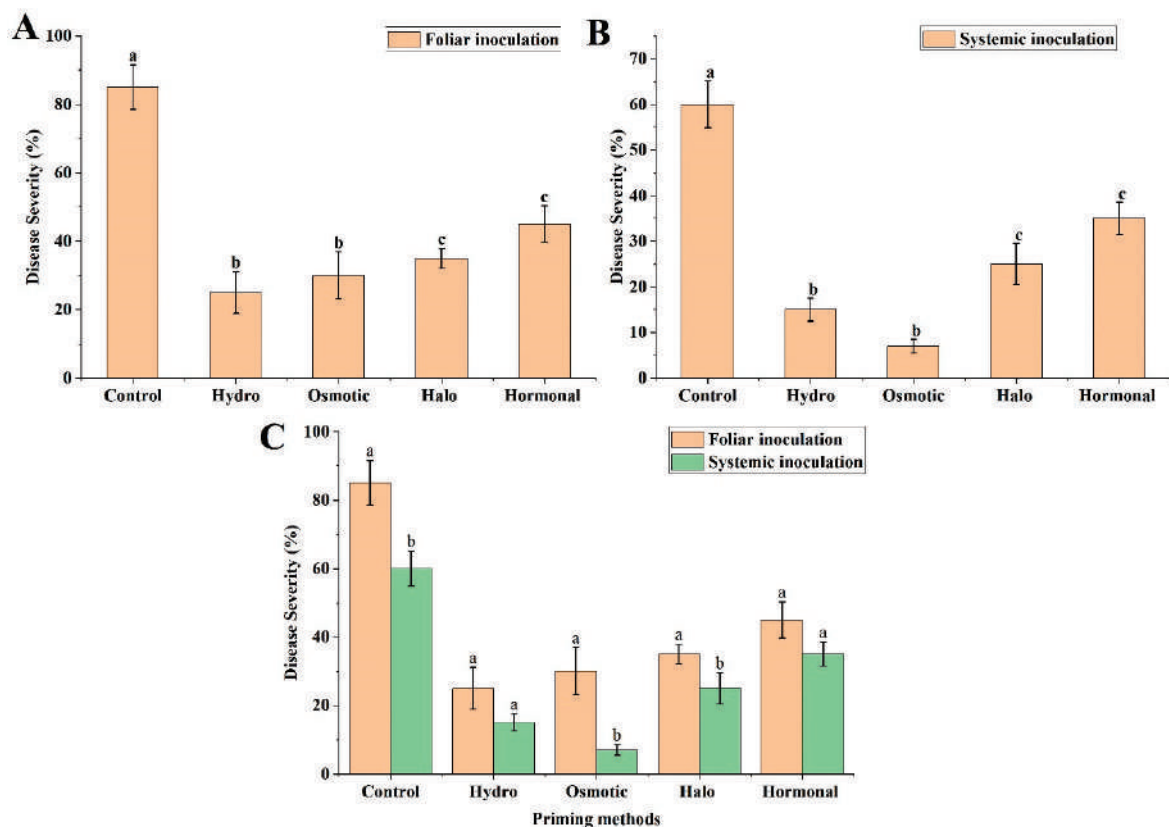 A
Foliar inoculation
Disease Severity (%)
80
60
40
20
0
a
b
b
c
c
Control Hydro Osmotic Halo Hormonal
B
Systemic inoculation
Disease Severity (%)
70
60
50
40
30
20
10
0
a
b
b
c
c
Control Hydro Osmotic Halo Hormonal
C
Foliar inoculation
Systemic inoculation
Disease Severity (%)
100
80
60
40
20
0
a
b
a
a
a
b
a
b
a
a
Control Hydro Osmotic Halo Hormonal
Priming methods